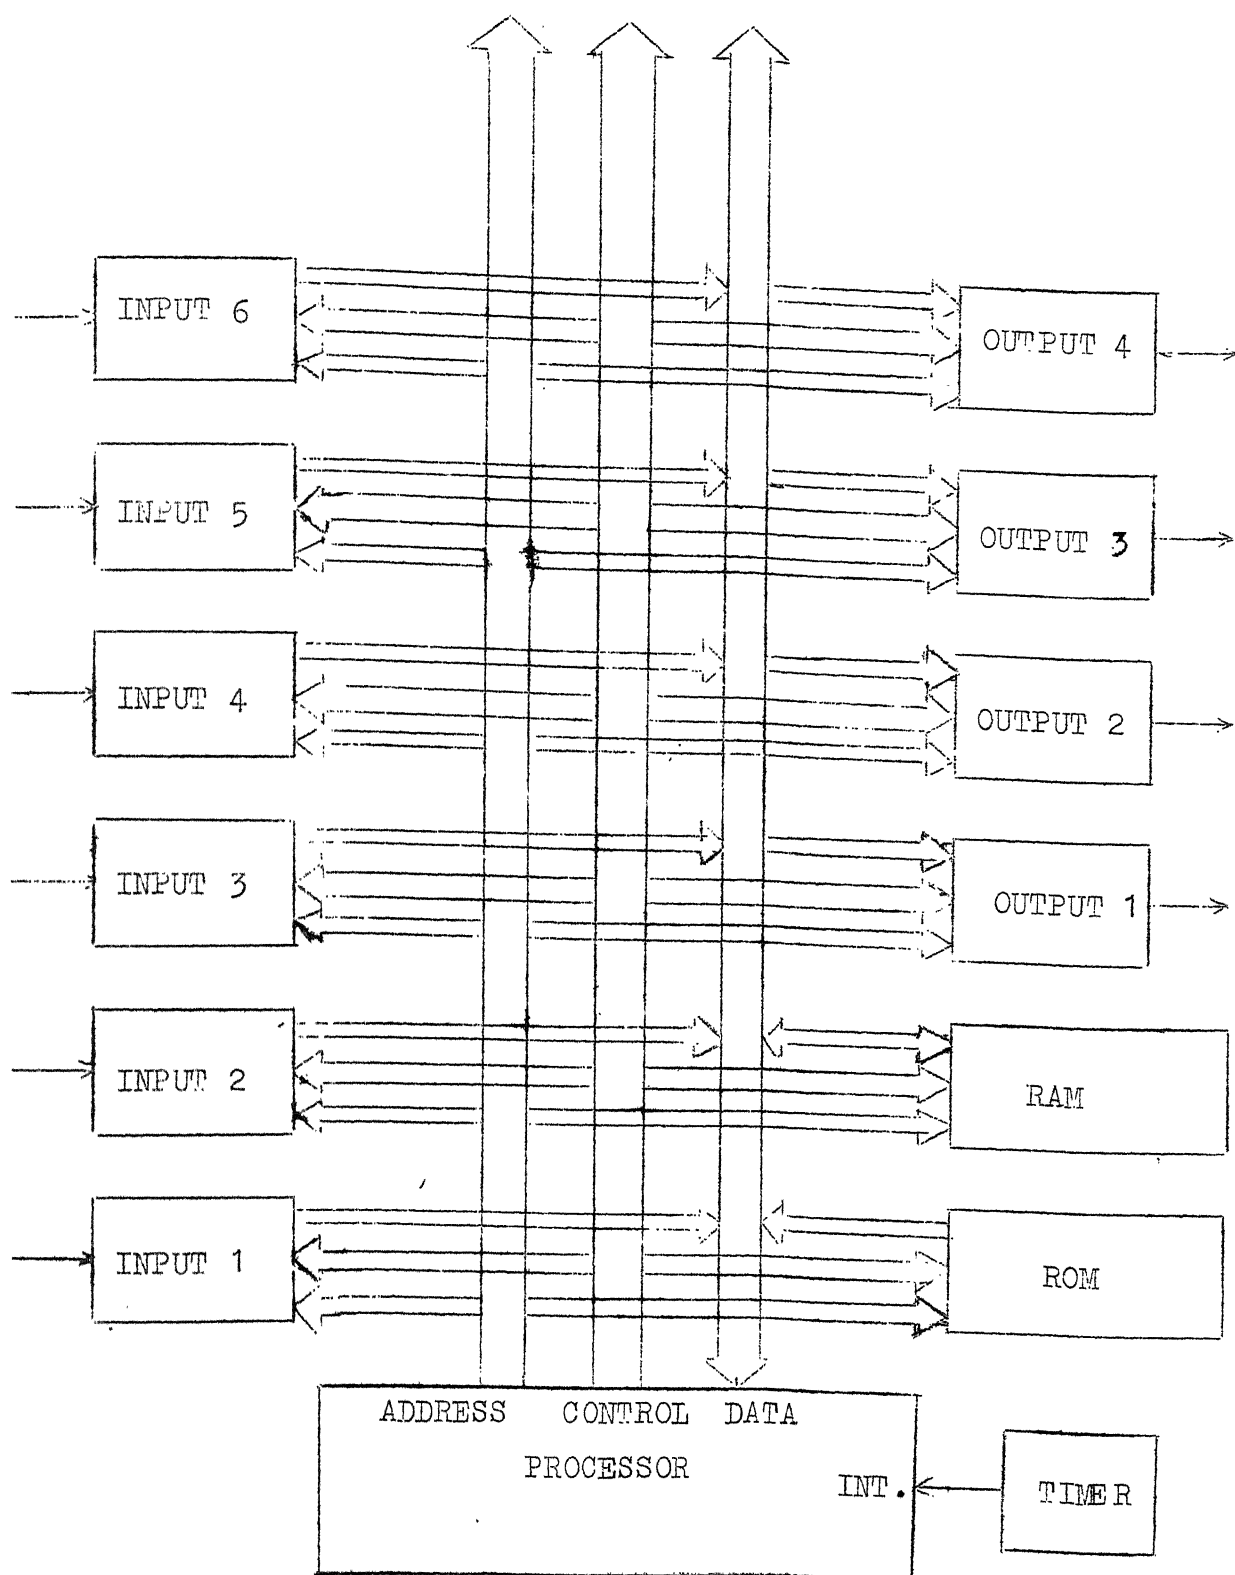 INPUT 6
OUTPUT 4
INPUT 5
OUTPUT 3
INPUT 4
OUTPUT 2
INPUT 3
OUTPUT 1
INPUT 2
RAM
INPUT 1
ROM
ADDRESS CONTROL DATA
PROCESSOR
INT.
TIMER